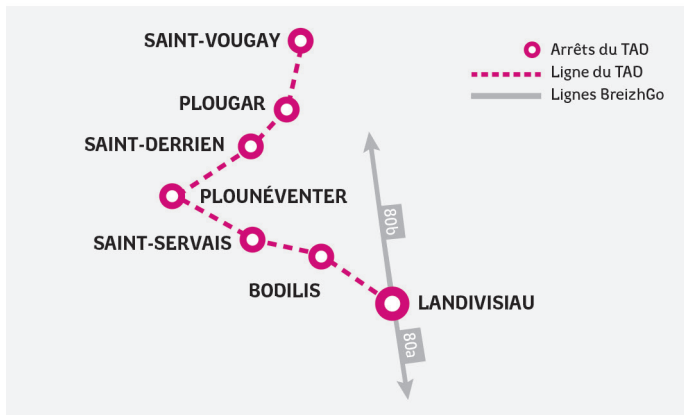 SAINT-VOUGAY
Arrêts du TAD
Ligne du TAD
Lignes BreizhGo
PLOUGAR
SAINT-DERRIEN
PLOUNÉVENTER
SAINT-SERVAIS
80b
BODILIS
LANDIVISIAU
80a